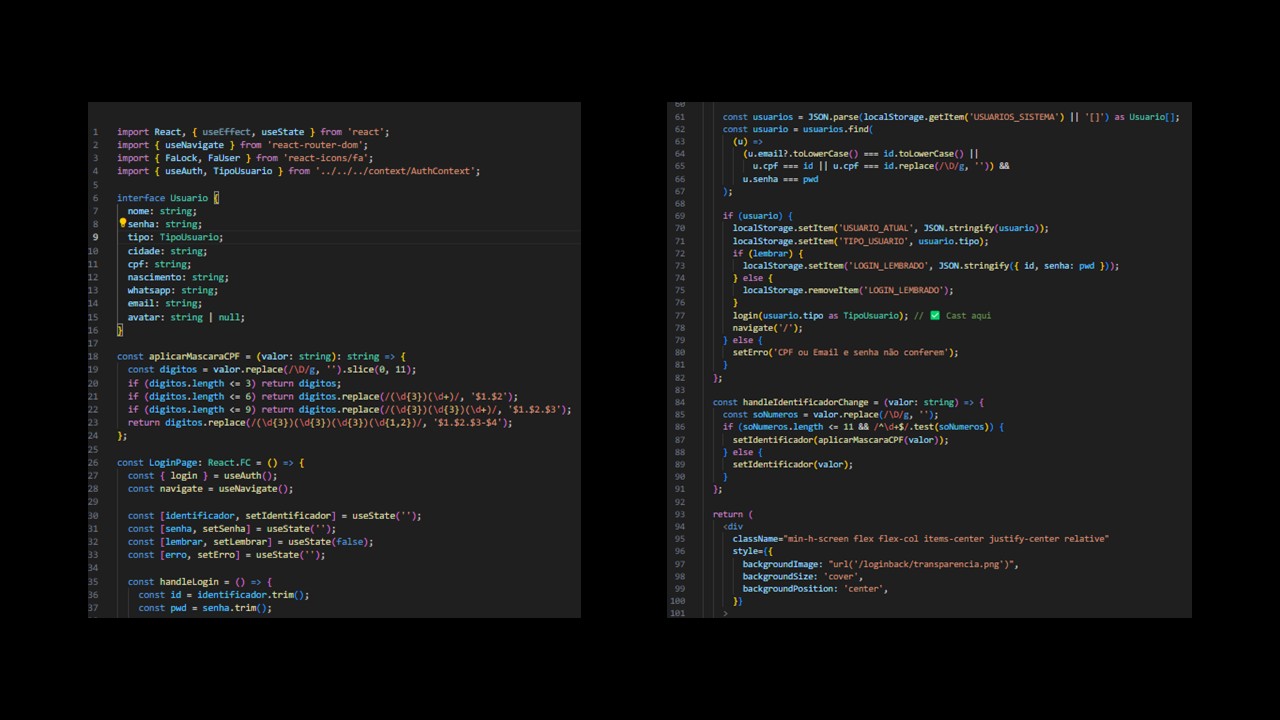 1 import React, { useEffect, useState } from 'react';
2 import { useNavigate } from 'react-router-dom';
3 import { FaLock, FaUser } from 'react-icons/fa';
4 import { useAuth, TipoUsuario } from '../../../context/AuthContext';
5
6 interface Usuario {
7 nome: string;
8 senha: string;
9 tipo: TipoUsuario;
10 cidade: string;
11 cpf: string;
12 nascimento: string;
13 whatsapp: string;
14 email: string;
15 avatar: string | null;
16 }
17
18 const aplicarMascaraCPF = (valor: string): string => {
19 const digitos = valor.replace(/\D/g, '').slice(0, 11);
20 if (digitos.length <= 3) return digitos;
21 if (digitos.length <= 6) return digitos.replace(/(\d{3})(\d+)/, '$1.$2');
22 if (digitos.length <= 9) return digitos.replace(/(\d{3})(\d{3})(\d+)/, '$1.$2.$3');
23 return digitos.replace(/(\d{3})(\d{3})(\d{3})(\d{1,2})/, '$1.$2.$3-$4');
24 };
25
26 const LoginPage: React.FC = () => {
27 const { login } = useAuth();
28 const navigate = useNavigate();
29
30 const [identificador, setIdentificador] = useState('');
31 const [senha, setSenha] = useState('');
32 const [lembrar, setLembrar] = useState(false);
33 const [erro, setErro] = useState('');
34
35 const handleLogin = () => {
36 const id = identificador.trim();
37 const pwd = senha.trim();
60
61 const usuarios = JSON.parse(localStorage.getItem('USUARIOS_SISTEMA') || '[]') as Usuario[];
62 const usuario = usuarios.find(
63 (u) =>
64 (u.email?.toLowerCase() === id.toLowerCase() ||
65 u.cpf === id || u.cpf === id.replace(/\D/g, '')) &&
66 u.senha === pwd
67 );
68
69 if (usuario) {
70 localStorage.setItem('USUARIO_ATUAL', JSON.stringify(usuario));
71 localStorage.setItem('TIPO_USUARIO', usuario.tipo);
72 if (lembrar) {
73 localStorage.setItem('LOGIN_LEMBRADO', JSON.stringify({ id, senha: pwd }));
74 } else {
75 localStorage.removeItem('LOGIN_LEMBRADO');
76 }
77 login(usuario.tipo as TipoUsuario); // ✅ Cast aqui
78 navigate('/');
79 } else {
80 setErro('CPF ou Email e senha não conferem');
81 }
82 };
83
84 const handleIdentificadorChange = (valor: string) => {
85 const soNumeros = valor.replace(/\D/g, '');
86 if (soNumeros.length <= 11 && /^\d+$/.test(soNumeros)) {
87 setIdentificador(aplicarMascaraCPF(valor));
88 } else {
89 setIdentificador(valor);
90 }
91 };
92
93 return (
94 <div
95 className="min-h-screen flex flex-col items-center justify-center relative"
96 style={{
97 backgroundImage: "url('/loginback/transparencia.png')",
98 backgroundSize: 'cover',
99 backgroundPosition: 'center',
100 }}
101 >